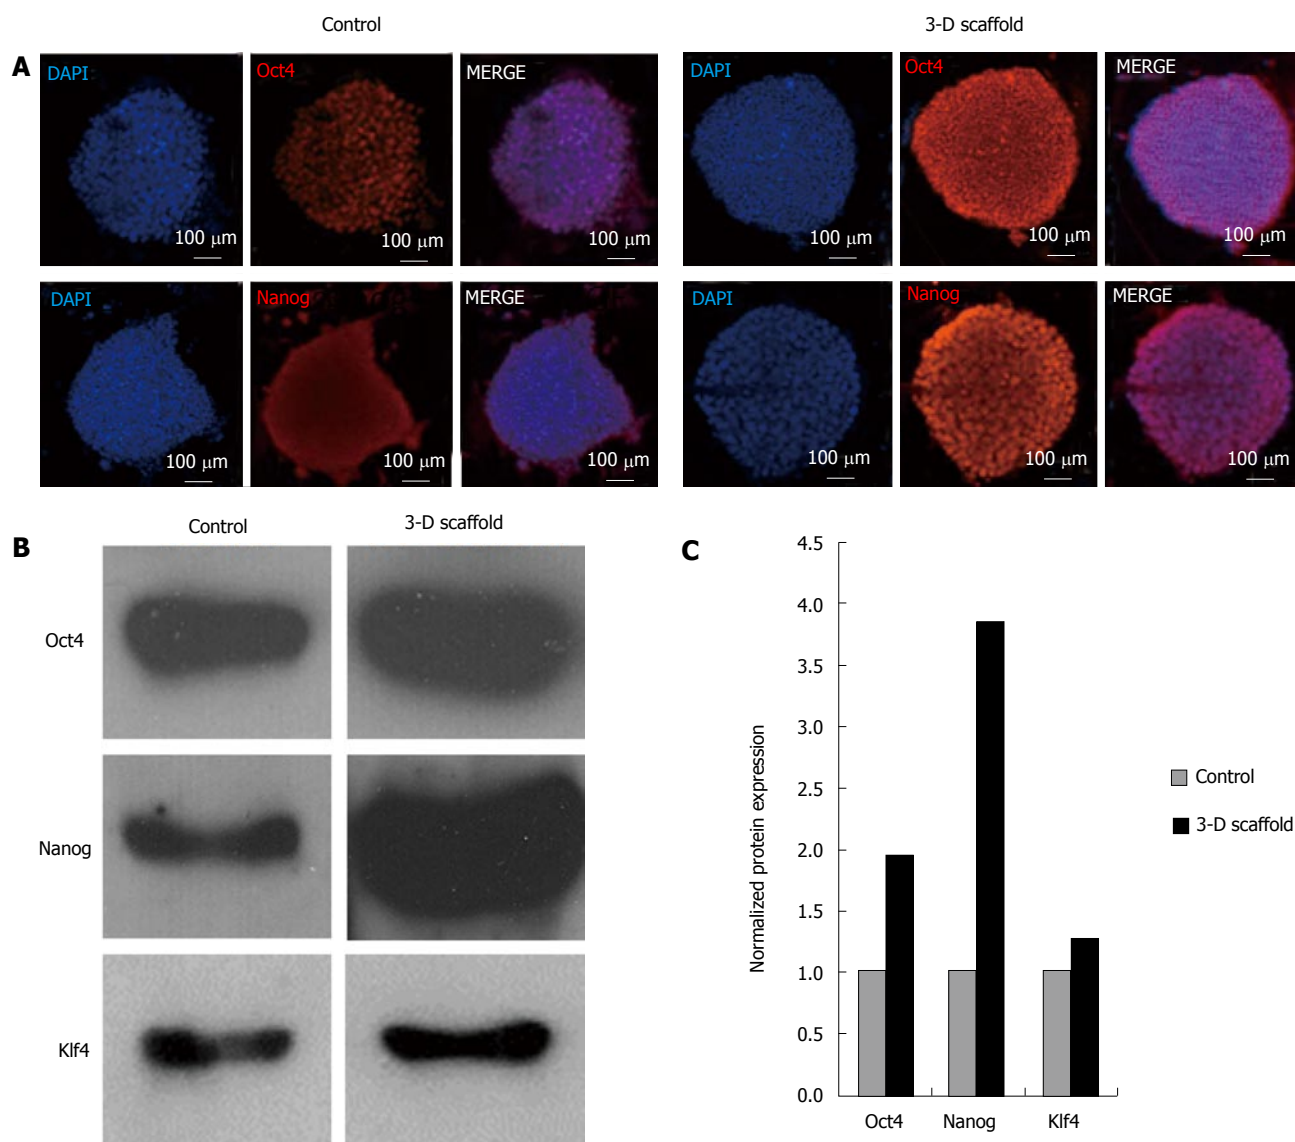 Control
3-D scaffold
A
DAPI
Oct4
MERGE
DAPI
Oct4
MERGE
100 μm
100 μm
100 μm
100 μm
100 μm
100 μm
DAPI
Nanog
MERGE
DAPI
Nanog
MERGE
100 μm
100 μm
100 μm
100 μm
100 μm
100 μm
B
Control
3-D scaffold
Oct4
Nanog
Klf4
C
Normalized protein expression
4.5
4.0
3.5
3.0
2.5
2.0
1.5
1.0
0.5
0.0
Oct4
Nanog
Klf4
Control
3-D scaffold